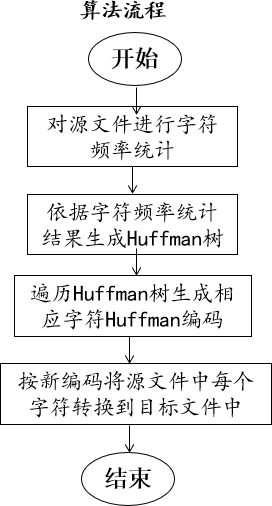 算法流程
开始
对源文件进行字符
频率统计
依据字符频率统计
结果生成Huffman树
遍历Huffman树生成相
应字符Huffman编码
按新编码将源文件中每个
字符转换到目标文件中
结束